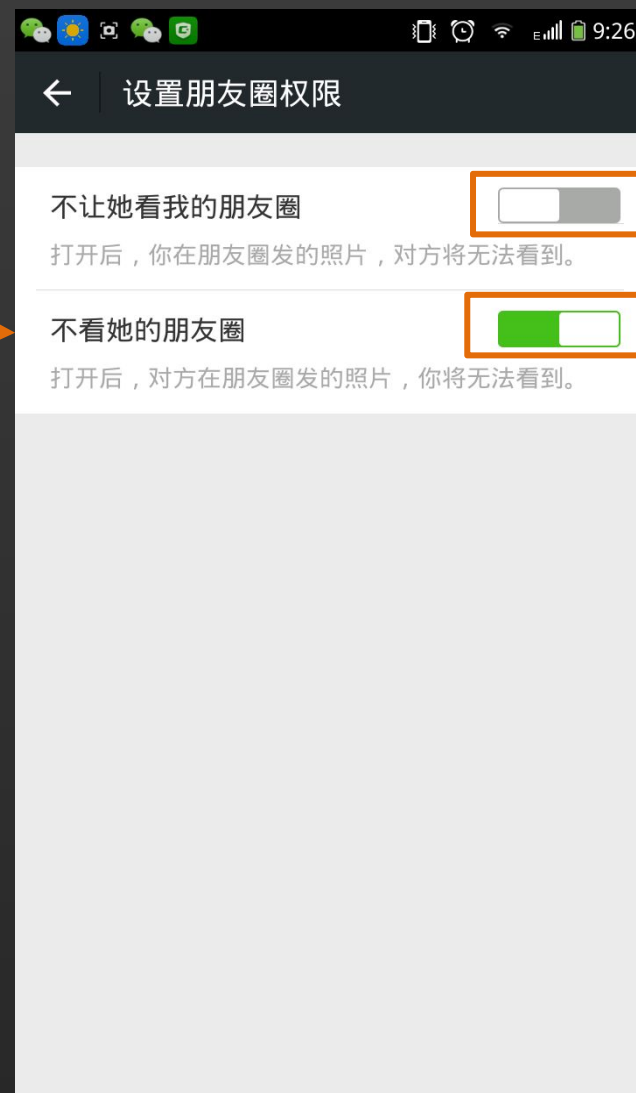 E 9:26
设置朋友圈权限
不让她看我的朋友圈
打开后，你在朋友圈发的照片，对方将无法看到。
不看她的朋友圈
打开后，对方在朋友圈发的照片，你将无法看到。